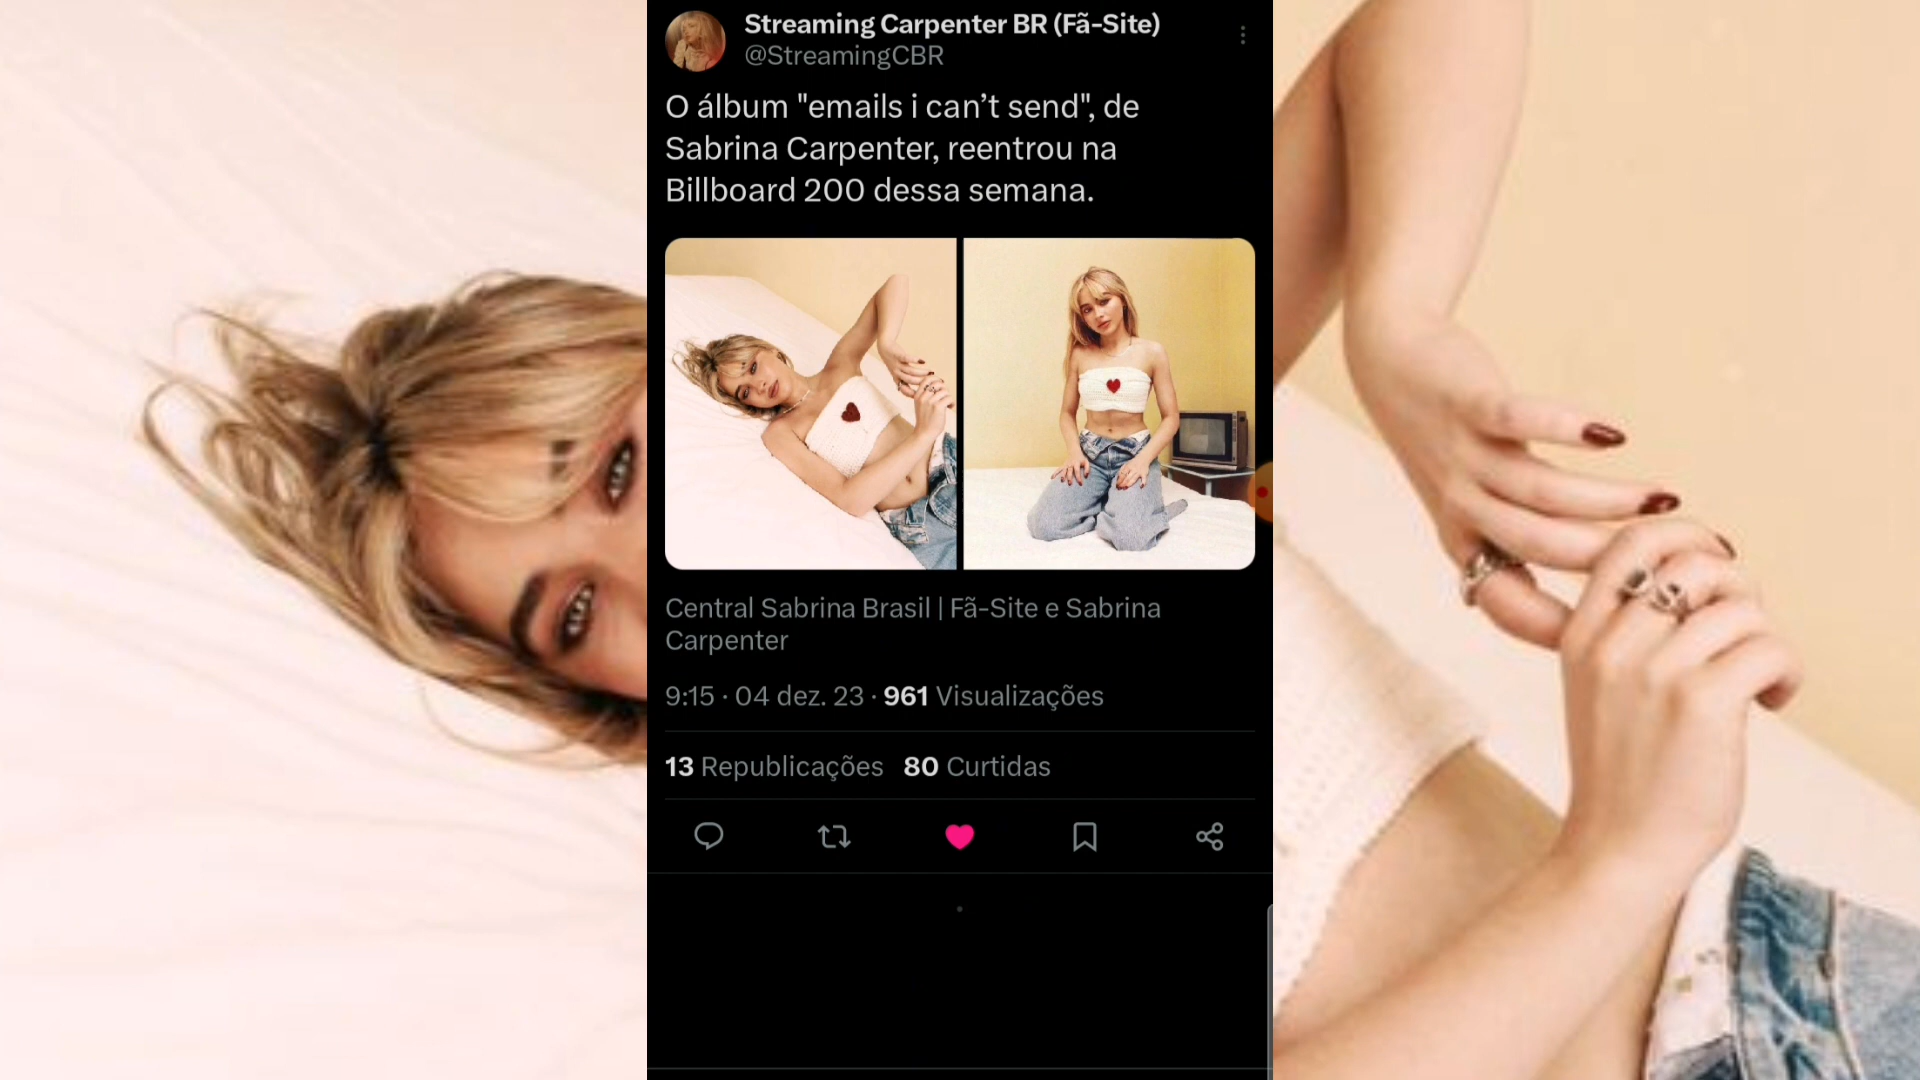 Streaming Carpenter BR (Fã-Site)
@StreamingCBR
O álbum "emails i can’t send", de
Sabrina Carpenter, reentrou na
Billboard 200 dessa semana.
Central Sabrina Brasil | Fã-Site e Sabrina
Carpenter
9:15 · 04 dez. 23 · 961 Visualizações
13 Republicações 80 Curtidas